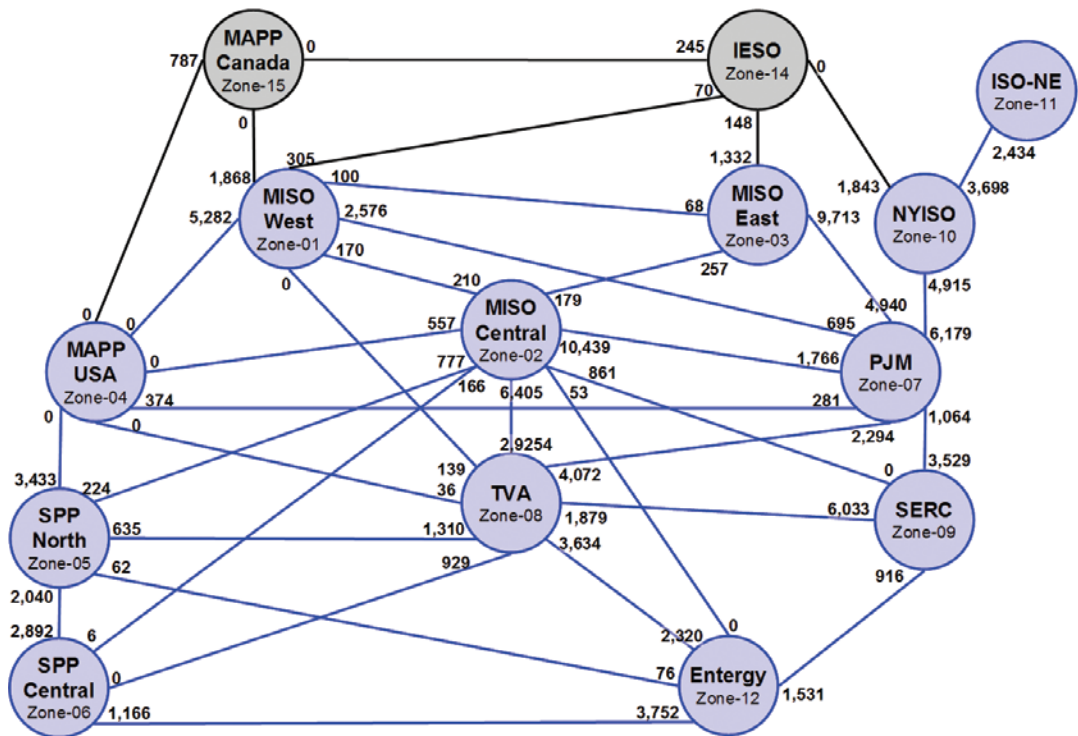 MAPP
Canada
Zone-15
787
0
0
245
IESO
Zone-14
0
70
148
ISO-NE
Zone-11
2,434
3,698
1,868
305
100
MISO
West
Zone-01
5,282
2,576
170
0
1,332
68
MISO
East
Zone-03
9,713
257
1,843
NYISO
Zone-10
4,915
210
MISO
Central
Zone-02
179
557
10,439
777
166
6,405
53
861
4,940
695
6,179
1,766
PJM
Zone-07
281
1,064
2,294
0
0
MAPP
USA
Zone-04
0
374
0
0
3,433
224
SPP
North
Zone-05
635
62
2,040
2,9254
139
36
4,072
TVA
Zone-08
1,310
1,879
929
3,634
0
3,529
6,033
SERC
Zone-09
916
2,892
6
SPP
Central
Zone-06
0
1,166
2,320
0
76
Entergy
Zone-12
1,531
3,752